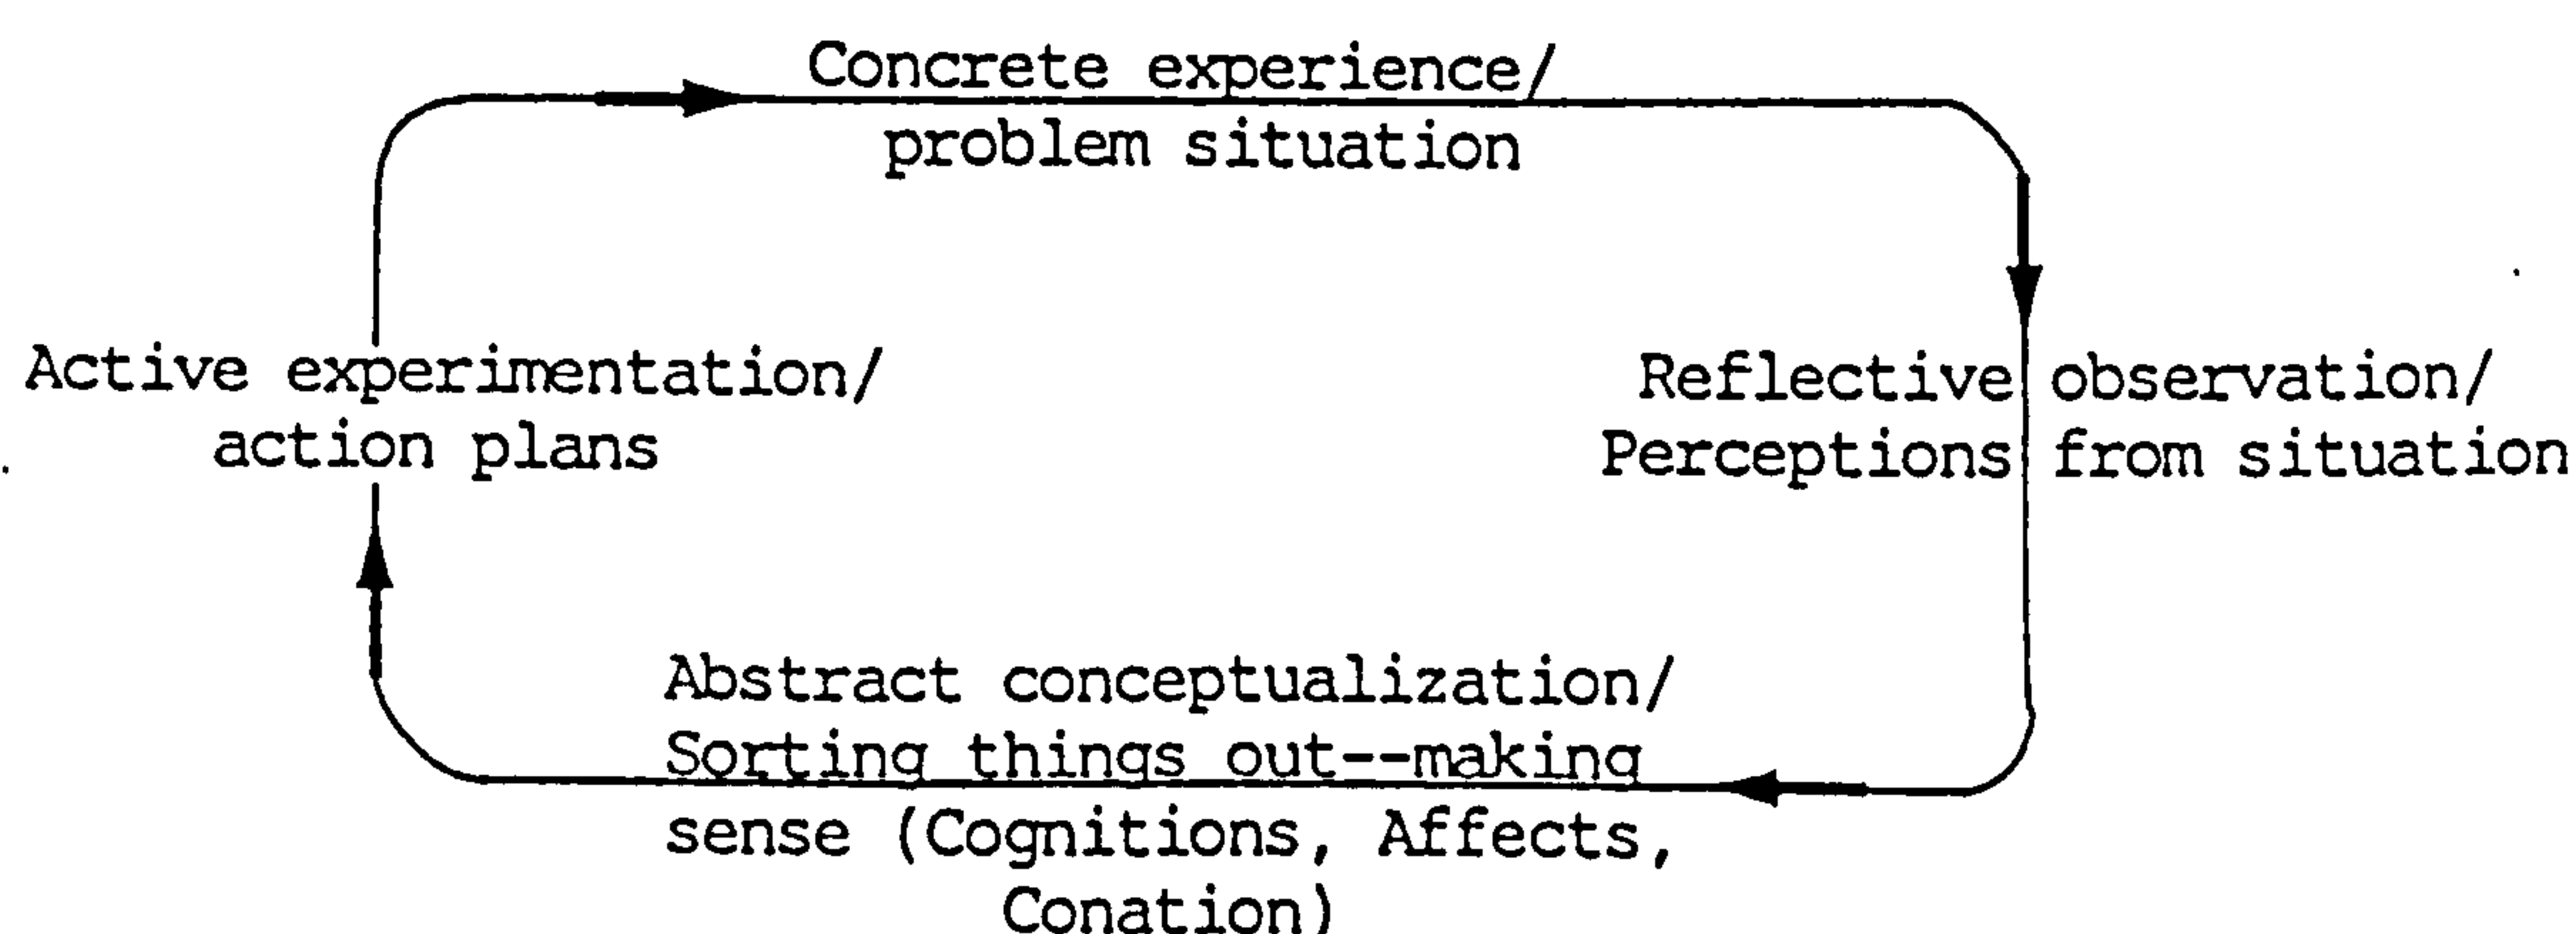 Concrete experience/
problem situation
Active experimentation/
action plans
Reflective observation/
Perceptions from situation
Abstract conceptualization/
Sorting things out--making
sense (Cognitions, Affects,
Conation)